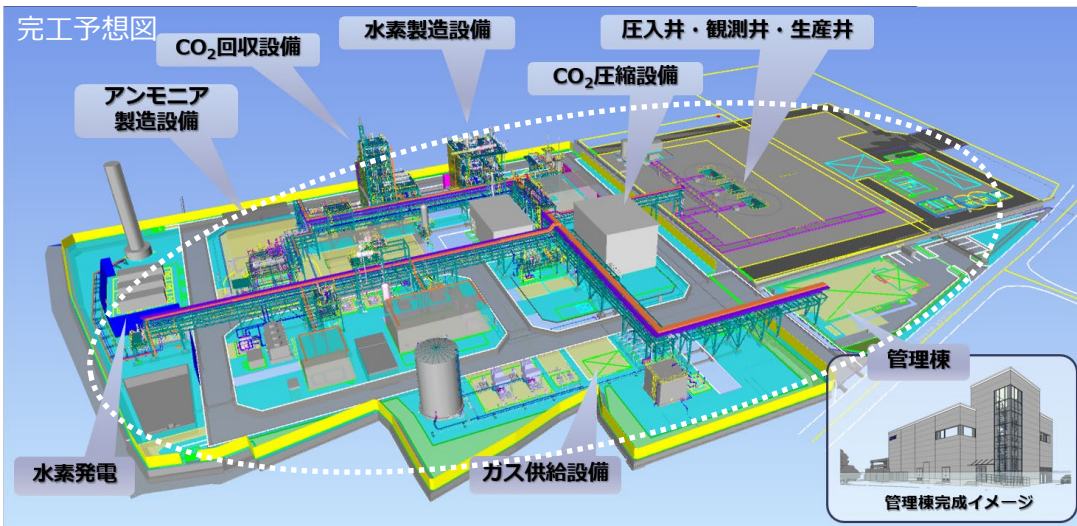 完工予想図
CO₂回収設備
水素製造設備
圧入井・観測井・生産井
CO₂圧縮設備
アンモニア
製造設備
管理棟
水素発電
ガス供給設備
管理棟完成イメージ